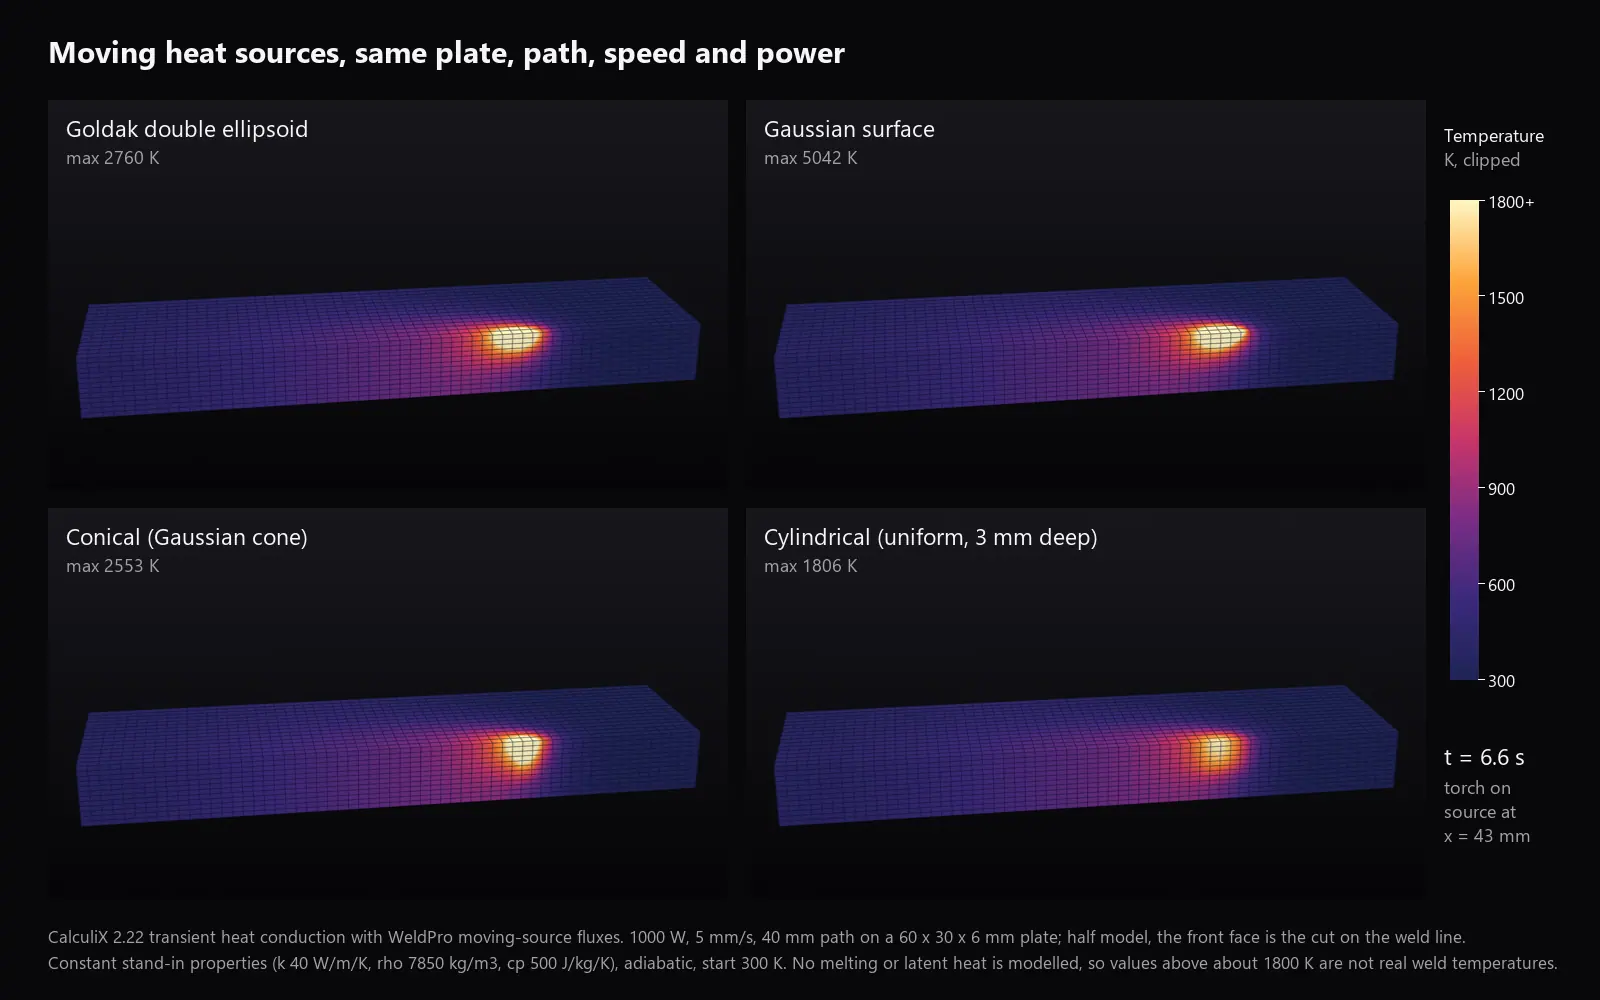 Moving heat sources, same plate, path, speed and power
Goldak double ellipsoid
max 2760 K
Gaussian surface
max 5042 K
Temperature
K, clipped
1800+
1500
1200
900
600
300
Conical (Gaussian cone)
max 2553 K
Cylindrical (uniform, 3 mm deep)
max 1806 K
t = 6.6 s
torch on
source at
x = 43 mm
CalculiX 2.22 transient heat conduction with WeldPro moving-source fluxes. 1000 W, 5 mm/s, 40 mm path on a 60 x 30 x 6 mm plate; half model, the front face is the cut on the weld line.
Constant stand-in properties (k 40 W/m/K, rho 7850 kg/m3, cp 500 J/kg/K), adiabatic, start 300 K. No melting or latent heat is modelled, so values above about 1800 K are not real weld temperatures.